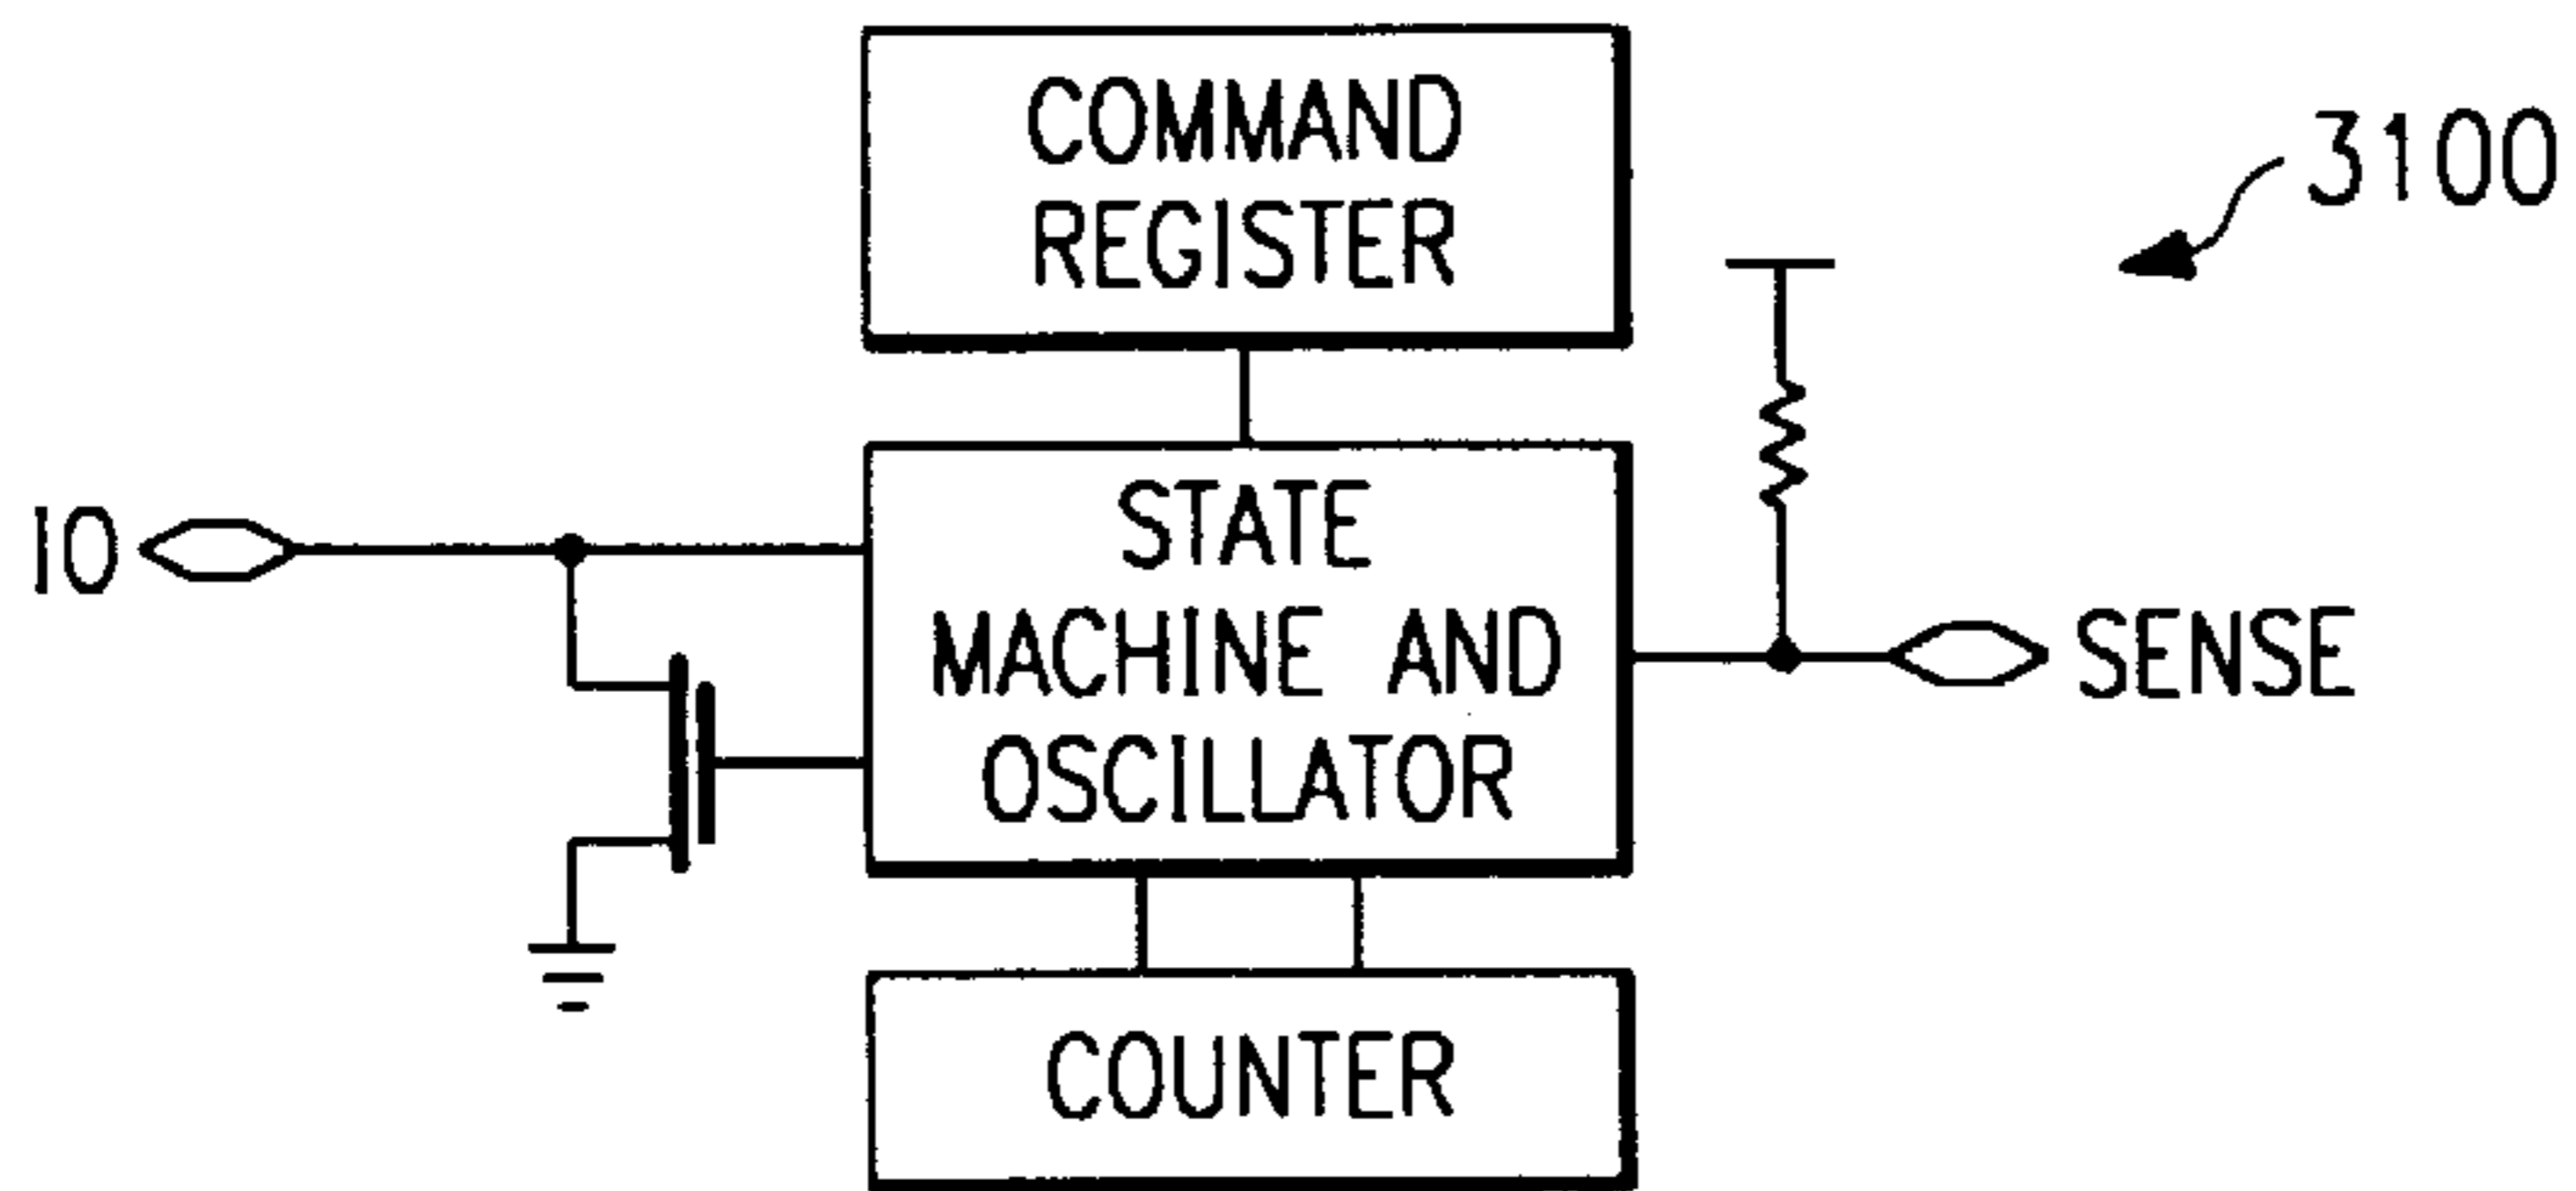 COMMAND
REGISTER
3100
IO
STATE
MACHINE AND
OSCILLATOR
SENSE
COUNTER